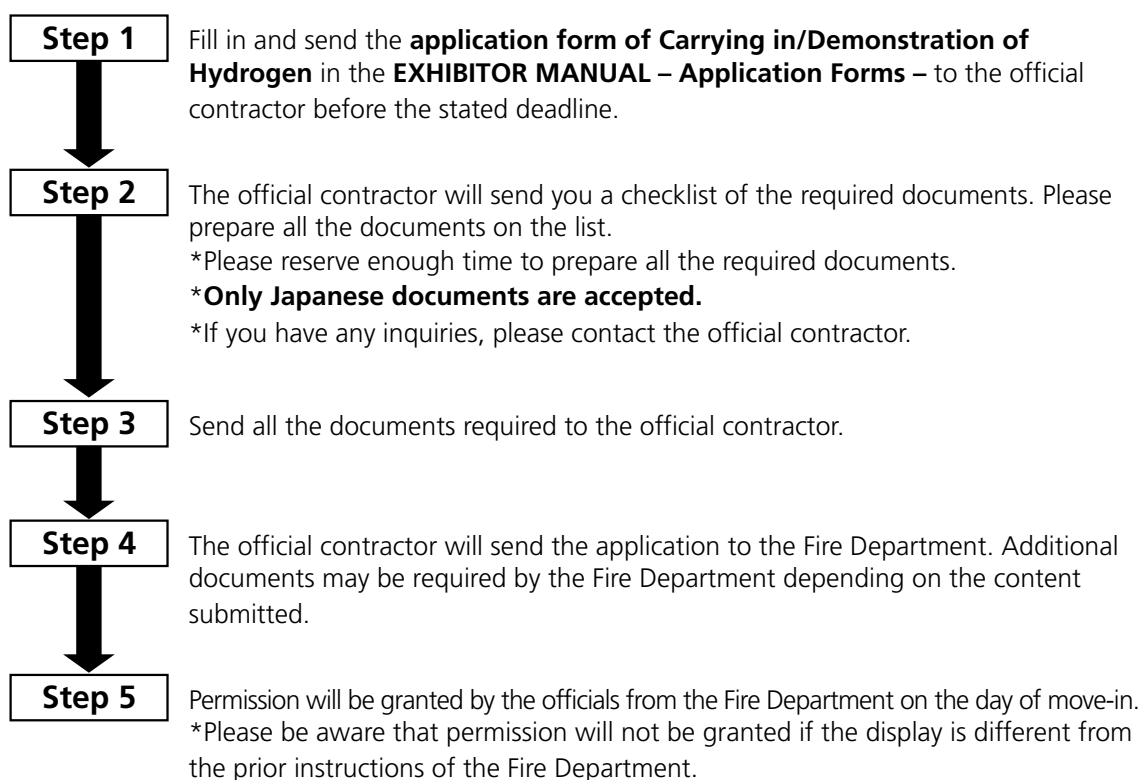 Step 1
Fill in and send the application form of Carrying in/Demonstration of
Hydrogen in the EXHIBITOR MANUAL – Application Forms – to the official
contractor before the stated deadline.
Step 2
The official contractor will send you a checklist of the required documents. Please
prepare all the documents on the list.
*Please reserve enough time to prepare all the required documents.
*Only Japanese documents are accepted.
*If you have any inquiries, please contact the official contractor.
Step 3
Send all the documents required to the official contractor.
Step 4
The official contractor will send the application to the Fire Department. Additional
documents may be required by the Fire Department depending on the content
submitted.
Step 5
Permission will be granted by the officials from the Fire Department on the day of move-in.
*Please be aware that permission will not be granted if the display is different from
the prior instructions of the Fire Department.